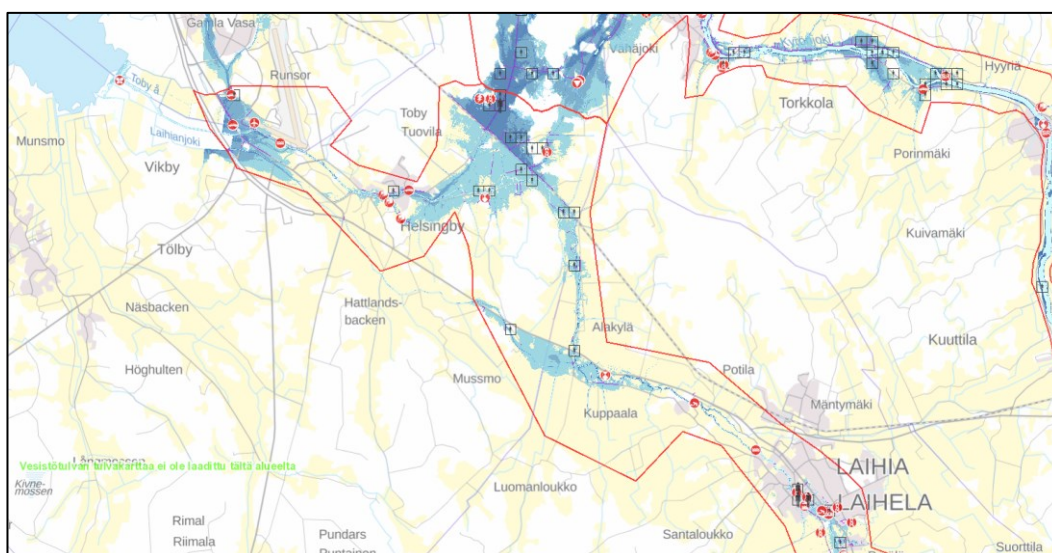 Gamla Vasa
Vähäjoki
Kyrönjoki
Hyyriä
Runsor
Toby å
Toby
Tuovila
Torkkola
Munsmo
Laihianjoki
Vikby
Porinmäki
Helsingby
Kuivamäki
Tölby
Näsbacken
Hattlands-
backen
Alakylä
Kuuttila
Höghulten
Mussmo
Potila
Mäntymäki
Kuppaala
Vesistötulvan tulvakarttaa ei ole laadittu tältä alueelta
LAIHIA
LAIHELA
Kivne-
mossen
Luomanloukko
Rimal
Riimala
Pundars
Santaloukko
Suorttila